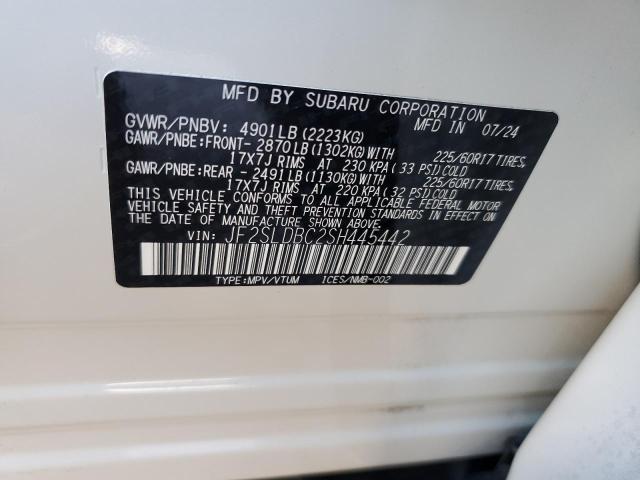 MFD BY SUBARU CORPORATION
GVWR/PNBV: 4901LB(2223KG) MFD IN 07/24
GAWR/PNBE:FRONT- 2870LB(1302KG)WITH 225/60R17 TIRES,
17X7J RIMS AT 230 KPA( 33 PSI)COLD
GAWR/PNBE:REAR - 2491LB(1130KG)WITH 225/60R17 TIRES,
17X7J RIMS AT 220 KPA( 32 PSI)COLD
THIS VEHICLE CONFORMS TO ALL APPLICABLE FEDERAL MOTOR
VEHICLE SAFETY STANDARDS IN EFFECT ON THE
DATE OF MANUFACTURE SHOWN ABOVE.
VIN: JF2SLDBC2SH445442
TYPE:MPV/VTUM ICES/NMB-002